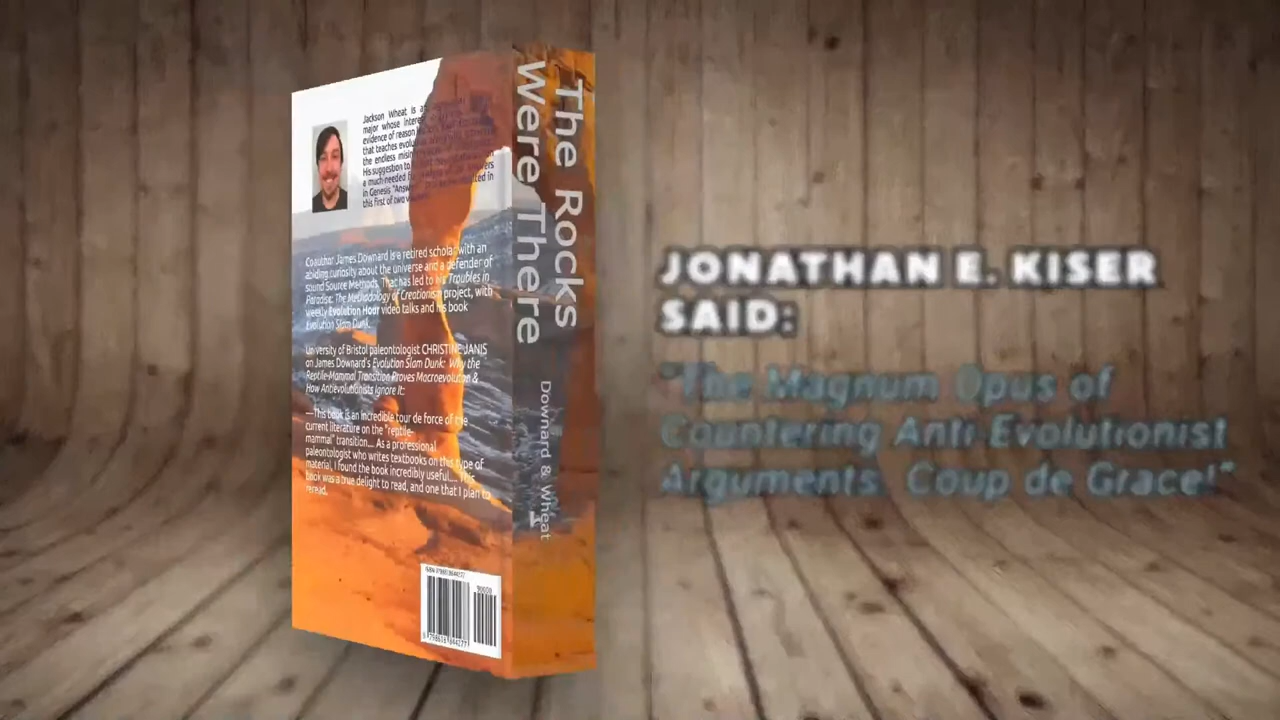 Jackson Wheat is a
major whose
evidence of reason
that teaches
the endless
His suggestion to
a much-needed
in Genesis "Answers
this first of two
Coauthor James Downard is a retired scholar with an
abiding curiosity about the universe and a defender of
sound Source Methods. That has led to his Troubles in
Paradise: The Methodology of Creationism project, with
weekly Evolution Hour video talks and his book
Evolution Slam Dunk.
University of Bristol paleontologist CHRISTINE JANIS
on James Downard's Evolution Slam Dunk: Why the
Reptile-Mammal Transition Proves Macroevolution &
How Antievolutionists Ignore It:
—This book is an incredible tour de force of the
current literature on the "reptile-
mammal" transition.... As a professional
paleontologist who writes textbooks on this type of
material, I found the book incredibly useful.... This
book was a true delight to read, and one that I plan to
reread.
90000
The Rocks
Were There
Downard & Wheat
1
JONATHAN E. KISER
SAID:
"The Magnum Opus of
Countering Anti-Evolutionist
Arguments. Coup de Grace!"